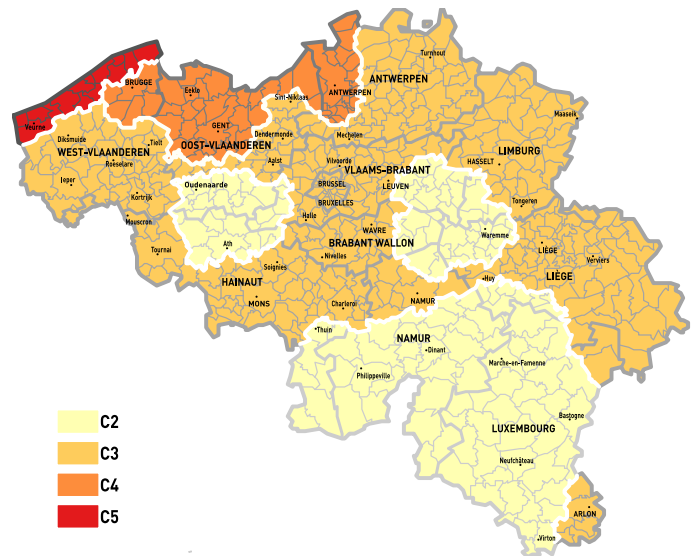 Turnhout
ANTWERPEN
BRUGGE
Eeklo
ANTWERPEN
Sint-Niklaas
Maaseik
Veurne
GENT
Diksmuide
Tielt
OOST-VLAANDEREN
Dendermonde
Mechelen
WEST-VLAANDEREN
Roeselare
Aalst
Vilvoorde
VLAAMS-BRABANT
HASSELT
LIMBURG
Ieper
Oudenaarde
BRUSSEL
LEUVEN
Kortrijk
BRUXELLES
Tongeren
Mouscron
Halle
WAVRE
Waremme
Tournai
Ath
BRABANT WALLON
LIÈGE
Nivelles
Verviers
Soignies
HAINAUT
Huy
LIÈGE
MONS
Charleroi
NAMUR
Thuin
NAMUR
Dinant
Marche-en-Famenne
Philippeville
Bastogne
LUXEMBOURG
Neufchâteau
ARLON
Virton
C2
C3
C4
C5